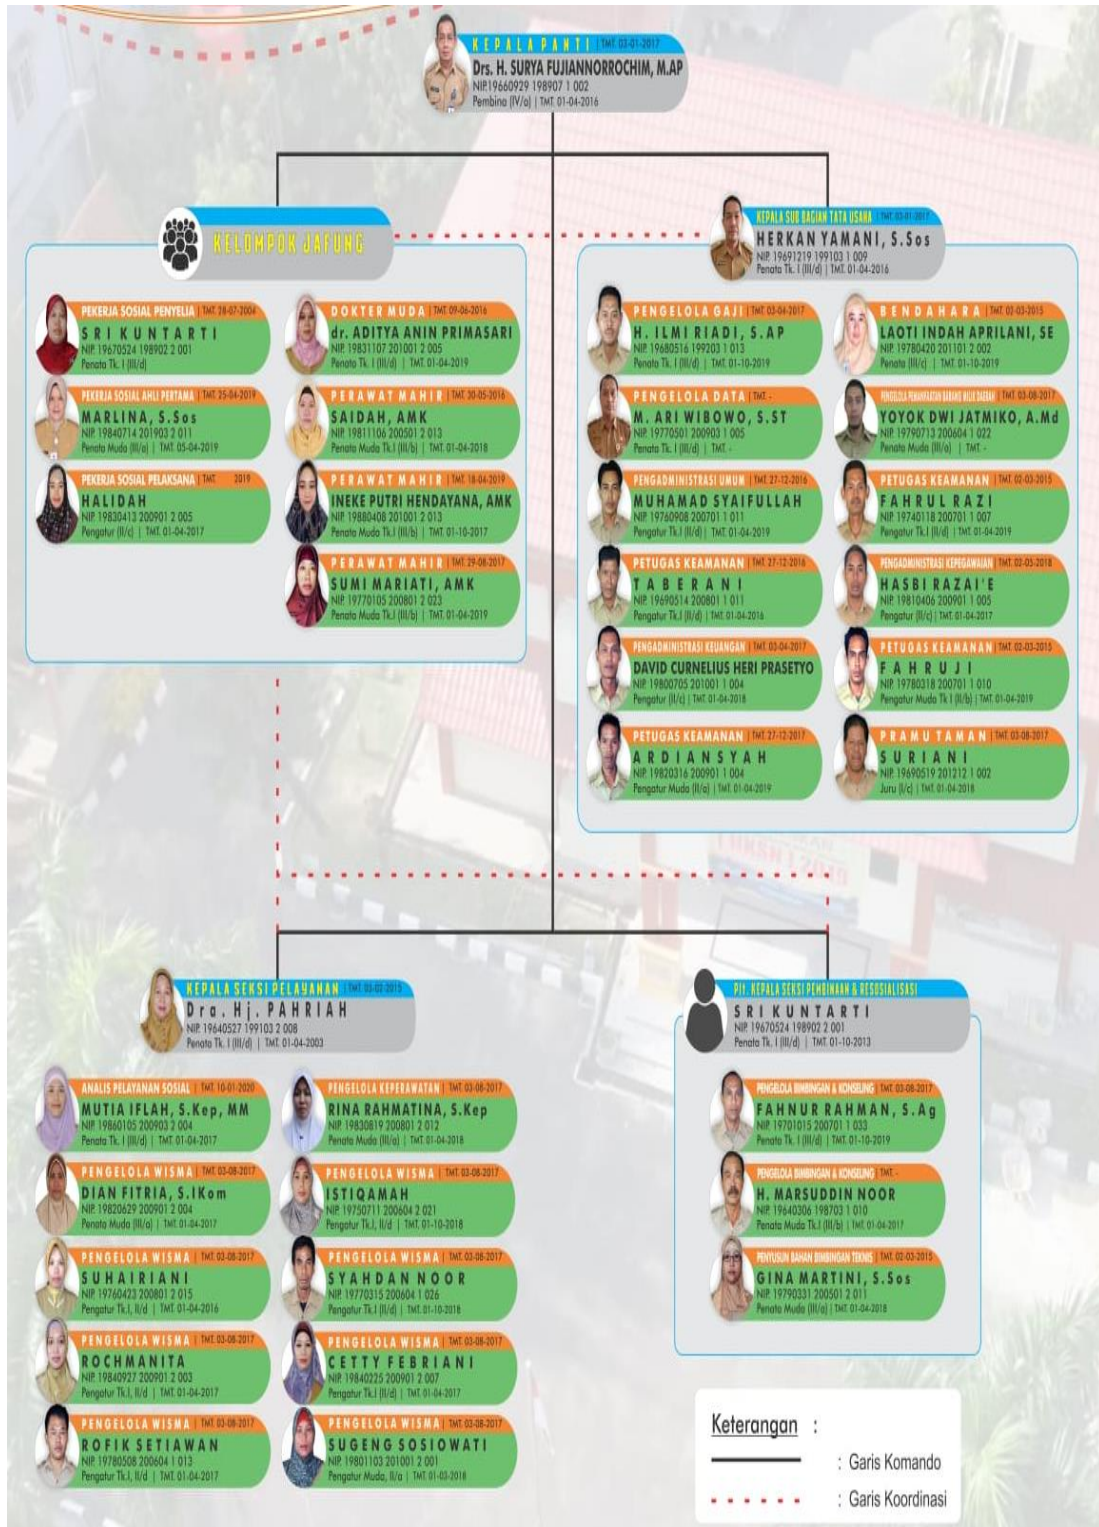 KEPALA PANTI | TMT. 03-01-2017
Drs. H. SURYA FUJIANNORROCHIM, M.AP
NIP.19660929 198907 1 002
Pembina (IV/a) | TMT. 01-04-2016
KELOMPOK JAFUNG
PEKERJA SOSIAL PENYELIA | TMT. 28-07-2004
SRI KUNTARTI
NIP. 19670524 198902 2 001
Penata Tk. I (III/d)
PEKERJA SOSIAL AHLI PERTAMA | TMT. 25-04-2019
MARLINA, S.Sos
NIP. 19840714 201903 2 011
Penata Muda (III/a) | TMT. 05-04-2019
PEKERJA SOSIAL PELAKSANA | TMT. 2019
HALIDAH
NIP. 19830413 200901 2 005
Pengatur (II/c) | TMT. 01-04-2017
DOKTER MUDA | TMT. 09-06-2016
dr. ADITYA ANIN PRIMASARI
NIP. 19831107 201001 2 005
Penata Tk. I (III/d) | TMT. 01-04-2019
PERAWAT MAHIR | TMT. 30-05-2016
SAIDAH, AMK
NIP. 19811106 200501 2 013
Penata Muda Tk.I (III/b) | TMT. 01-04-2018
PERAWAT MAHIR | TMT. 18-04-2019
INEKE PUTRI HENDAYANA, AMK
NIP. 19880408 201001 2 013
Penata Muda Tk.I (III/b) | TMT. 01-10-2017
PERAWAT MAHIR | TMT. 29-08-2017
SUMI MARIATI, AMK
NIP. 19770105 200801 2 023
Penata Muda Tk.I (III/b) | TMT. 01-04-2019
KEPALA SUB BAGIAN TATA USAHA | TMT. 03-01-2017
HERKAN YAMANI, S.Sos
NIP. 19691219 199103 1 009
Penata Tk. I (III/d) | TMT. 01-04-2016
PENGELOLA GAJI | TMT. 03-04-2017
H. ILMI RIADI, S.AP
NIP. 19680516 199203 1 013
Penata Tk. I (III/d) | TMT. 01-10-2019
PENGELOLA DATA | TMT. -
M. ARI WIBOWO, S.ST
NIP. 19770501 200903 1 005
Penata Tk. I (III/d) | TMT. -
PENGADMINISTRASI UMUM | TMT. 27-12-2016
MUHAMAD SYAIFULLAH
NIP. 19760908 200701 1 011
Pengatur Tk.I (II/d) | TMT. 01-04-2019
PETUGAS KEAMANAN | TMT. 27-12-2016
TABERANI
NIP. 19690514 200801 1 011
Pengatur Tk.I (II/d) | TMT. 01-04-2016
PENGADMINISTRASI KEUANGAN | TMT. 03-04-2017
DAVID CURNELIUS HERI PRASETYO
NIP. 19800705 201001 1 004
Pengatur (II/c) | TMT. 01-04-2018
PETUGAS KEAMANAN | TMT. 27-12-2017
ARDIANSYAH
NIP. 19820316 200901 1 004
Pengatur Muda (II/a) | TMT. 01-04-2019
BENDAHARA | TMT. 02-03-2015
LAOTI INDAH APRILANI, SE
NIP. 19780420 201101 2 002
Penata (III/c) | TMT. 01-10-2019
PENGELOLA PEMANFAATAN BARANG MILIK DAERAH | TMT. 03-08-2017
YOYOK DWI JATMIKO, A.Md
NIP. 19790713 200604 1 022
Penata Muda (III/a) | TMT. -
PETUGAS KEAMANAN | TMT. 02-03-2015
FAHRUL RAZI
NIP. 19740118 200701 1 007
Pengatur Tk.I (II/d) | TMT. 01-04-2019
PENGADMINISTRASI KEPEGAWAIAN | TMT. 02-05-2018
HASBI RAZAI'E
NIP. 19810406 200901 1 005
Pengatur (II/c) | TMT. 01-04-2017
PETUGAS KEAMANAN | TMT. 02-03-2015
FAHRUJI
NIP. 19780318 200701 1 010
Pengatur Muda Tk I (II/b) | TMT. 01-04-2019
PRAMU TAMAN | TMT. 03-08-2017
SURIANI
NIP. 19690519 201212 1 002
Juru (I/c) | TMT. 01-04-2018
KEPALA SEKSI PELAYANAN | TMT. 05-02-2015
Dra. Hj. PAHRIAH
NIP. 19640527 199103 2 008
Penata Tk. I (III/d) | TMT. 01-04-2003
ANALIS PELAYANAN SOSIAL | TMT. 10-01-2020
MUTIA IFLAH, S.Kep, MM
NIP. 19860105 200903 2 004
Penata Tk. I (III/d) | TMT. 01-04-2017
PENGELOLA WISMA | TMT. 03-08-2017
DIAN FITRIA, S.IKom
NIP. 19820629 200901 2 004
Penata Muda (III/a) | TMT. 01-04-2017
PENGELOLA WISMA | TMT. 03-08-2017
SUHAIRIANI
NIP. 19760423 200801 2 015
Pengatur Tk.I, II/d | TMT. 01-04-2016
PENGELOLA WISMA | TMT. 03-08-2017
ROCHMANITA
NIP. 19840927 200901 2 003
Pengatur Tk.I, II/d | TMT. 01-04-2017
PENGELOLA WISMA | TMT. 03-08-2017
ROFIK SETIAWAN
NIP. 19780508 200604 1 013
Pengatur Tk.I, II/d | TMT. 01-04-2017
PENGELOLA KEPERAWATAN | TMT. 03-08-2017
RINA RAHMATINA, S.Kep
NIP. 19830819 200801 2 012
Penata Muda (III/a) | TMT. 01-04-2018
PENGELOLA WISMA | TMT. 03-08-2017
ISTIQAMAH
NIP. 19750711 200604 2 021
Pengatur Tk.I, II/d | TMT. 01-10-2018
PENGELOLA WISMA | TMT. 03-08-2017
SYAHDAN NOOR
NIP. 19770315 200604 1 026
Pengatur Tk.I (II/d) | TMT. 01-10-2018
PENGELOLA WISMA | TMT. 03-08-2017
CETTY FEBRIANI
NIP. 19840225 200901 2 007
Pengatur Tk.I (II/d) | TMT. 01-04-2017
PENGELOLA WISMA | TMT. 03-08-2017
SUGENG SOSIOWATI
NIP. 19801103 201001 2 001
Pengatur Muda, II/a | TMT. 01-03-2018
Plt. KEPALA SEKSI PEMBINAAN & RESOSIALISASI
SRI KUNTARTI
NIP. 19670524 198902 2 001
Penata Tk. I (III/d) | TMT. 01-10-2013
PENGELOLA BIMBINGAN & KONSELING | TMT. 03-08-2017
FAHNUR RAHMAN, S.Ag
NIP. 19701015 200701 1 033
Penata Tk. I (III/d) | TMT. 01-10-2019
PENGELOLA BIMBINGAN & KONSELING | TMT. -
H. MARSUDDIN NOOR
NIP. 19640306 198703 1 010
Penata Muda Tk.I (III/b) | TMT. 01-04-2017
PENYUSUN BAHAN BIMBINGAN TEKNIS | TMT. 02-03-2015
GINA MARTINI, S.Sos
NIP. 19790331 200501 2 011
Penata Muda (III/a) | TMT. 01-04-2018
Keterangan :
: Garis Komando
: Garis Koordinasi